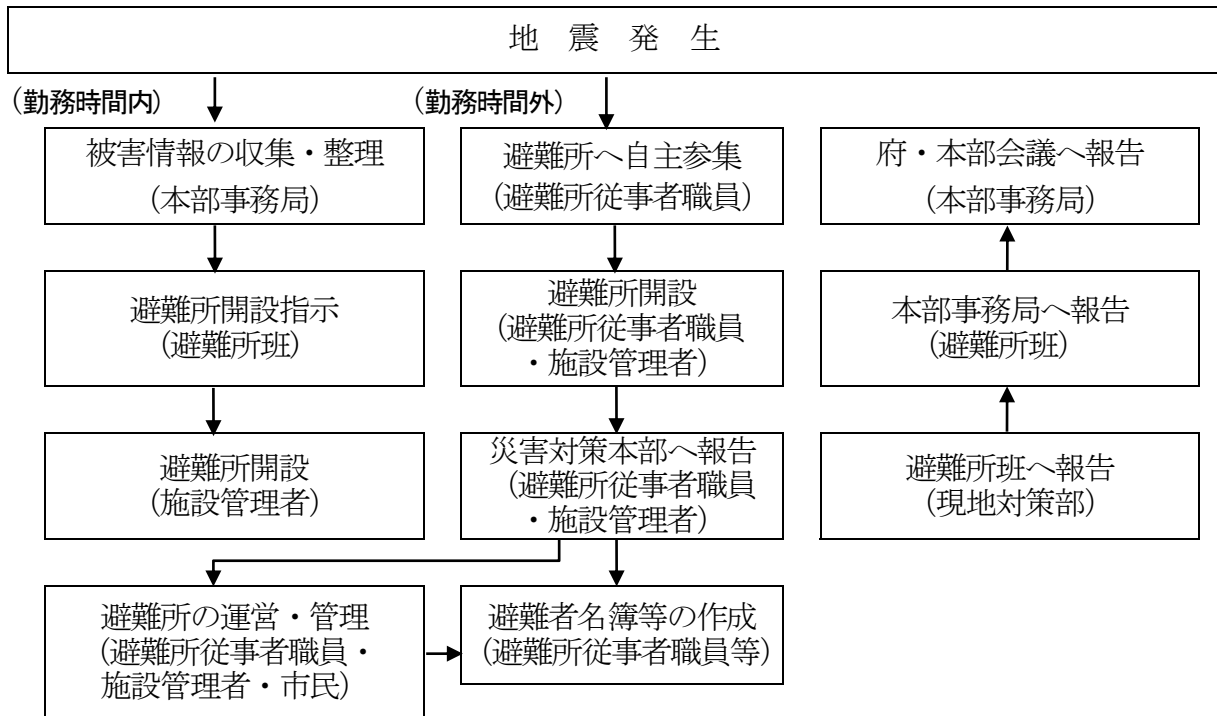 地 震 発 生
(勤務時間内)
(勤務時間外)
被害情報の収集・整理
(本部事務局)
避難所へ自主参集
(避難所従事者職員)
府・本部会議へ報告
(本部事務局)
避難所開設指示
(避難所班)
避難所開設
(避難所従事者職員
・施設管理者)
本部事務局へ報告
(避難所班)
避難所開設
(施設管理者)
災害対策本部へ報告
(避難所従事者職員
・施設管理者)
避難所班へ報告
(現地対策部)
避難所の運営・管理
(避難所従事者職員・
施設管理者・市民)
避難者名簿等の作成
(避難所従事者職員等)